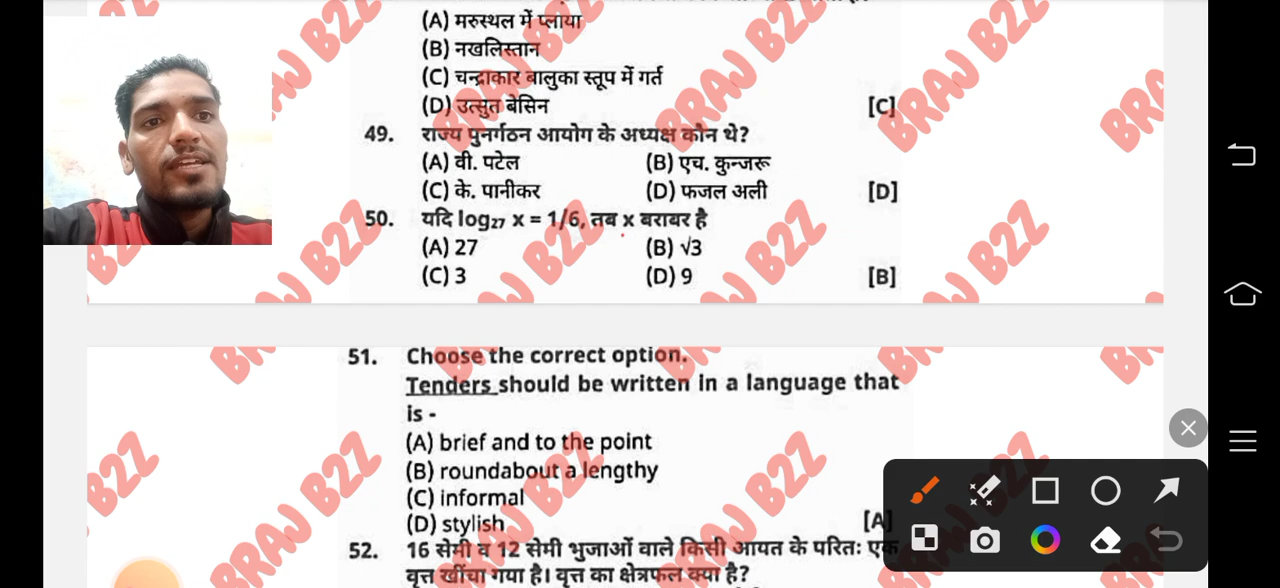 (A) मरुस्थल में प्लाया
(B) नखलिस्तान
(C) चन्द्राकार बालुका स्तूप में गर्त
(D) उत्सुत बेसिन [C]
49. राज्य पुनर्गठन आयोग के अध्यक्ष कौन थे?
(A) वी. पटेल (B) एच. कुन्जरू
(C) के. पानीकर (D) फजल अली [D]
50. यदि log₂₇ x = 1/6, तब x बराबर है
(A) 27 (B) √3
(C) 3 (D) 9 [B]
51. Choose the correct option.
Tenders should be written in a language that
is -
(A) brief and to the point
(B) roundabout a lengthy
(C) informal
(D) stylish [A]
52. 16 सेमी व 12 सेमी भुजाओं वाले किसी आयत के परितः एक
वृत्त खींचा गया है। वृत्त का क्षेत्रफल क्या है?
BRAJ B2Z